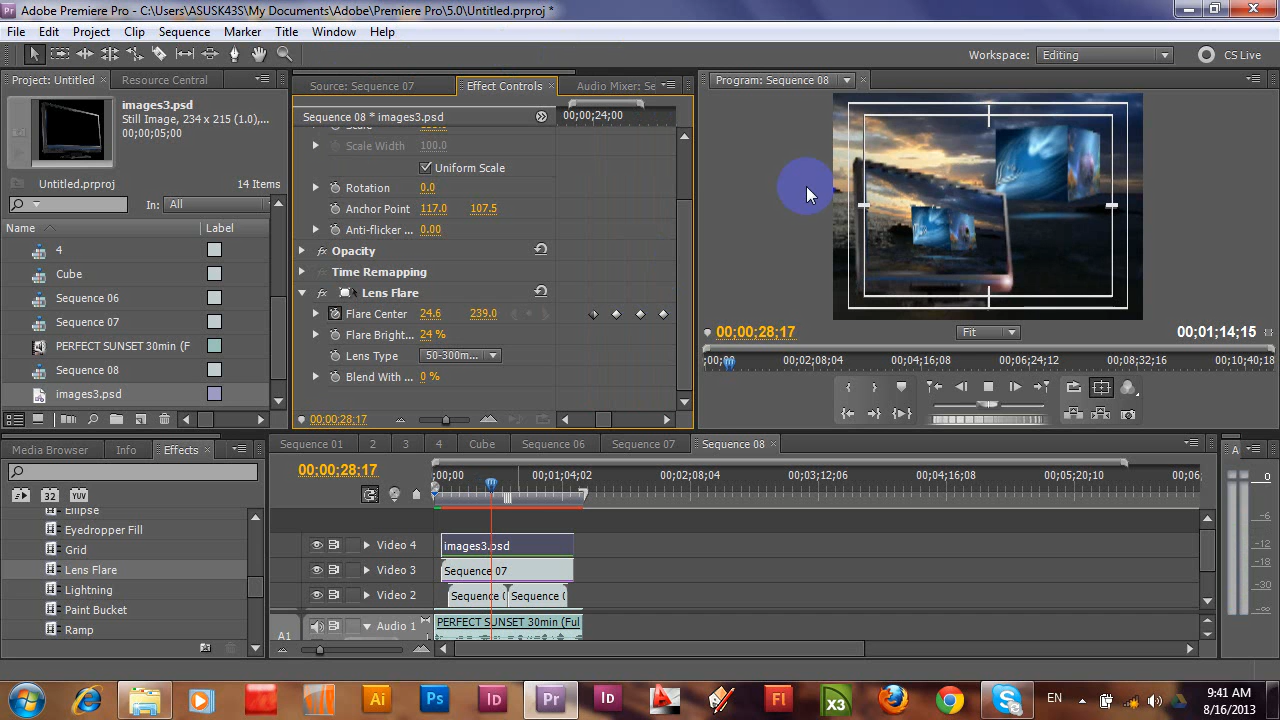 Adobe Premiere Pro - C:\Users\ASUSK43S\My Documents\Adobe\Premiere Pro\5.0\Untitled.prproj *
File Edit Project Clip Sequence Marker Title Window Help
Workspace: Editing CS Live
Project: Untitled Resource Central
images3.psd
Still Image, 234 x 215 (1.0),...
00;00;05;00
Untitled.prproj 14 Items
In: All
Name Label
4
Cube
Sequence 06
Sequence 07
PERFECT SUNSET 30min (F
Sequence 08
images3.psd
Source: Sequence 07 Effect Controls Audio Mixer: Se
Sequence 08 * images3.psd 00;00;24;00
Scale
Scale Width 100.0
Uniform Scale
Rotation 0.0
Anchor Point 117.0 107.5
Anti-flicker ... 0.00
Opacity
Time Remapping
Lens Flare
Flare Center 24.6 239.0
Flare Bright... 24 %
Lens Type 50-300m...
Blend With ... 0 %
00:00:28:17
Program: Sequence 08
00;00;28;17 Fit 00;01;14;15
00;00 00;02;08;04 00;04;16;08 00;06;24;12 00;08;32;16 00;10;40;18
Media Browser Info Effects
Ellipse
Eyedropper Fill
Grid
Lens Flare
Lightning
Paint Bucket
Ramp
Sequence 01 2 3 4 Cube Sequence 06 Sequence 07 Sequence 08
00;00;28;17
;00;00 00;01;04;02 00;02;08;04 00;03;12;06 00;04;16;08 00;05;20;10 00;06;
Video 4 images3.psd
Video 3 Sequence 07
Video 2 Sequence ( Sequence (
A1 Audio 1 PERFECT SUNSET 30min (Ful
A
0
-6
-12
-18
-30
Ai Ps Id Pr Id Fl X3
EN 9:41 AM
8/16/2013